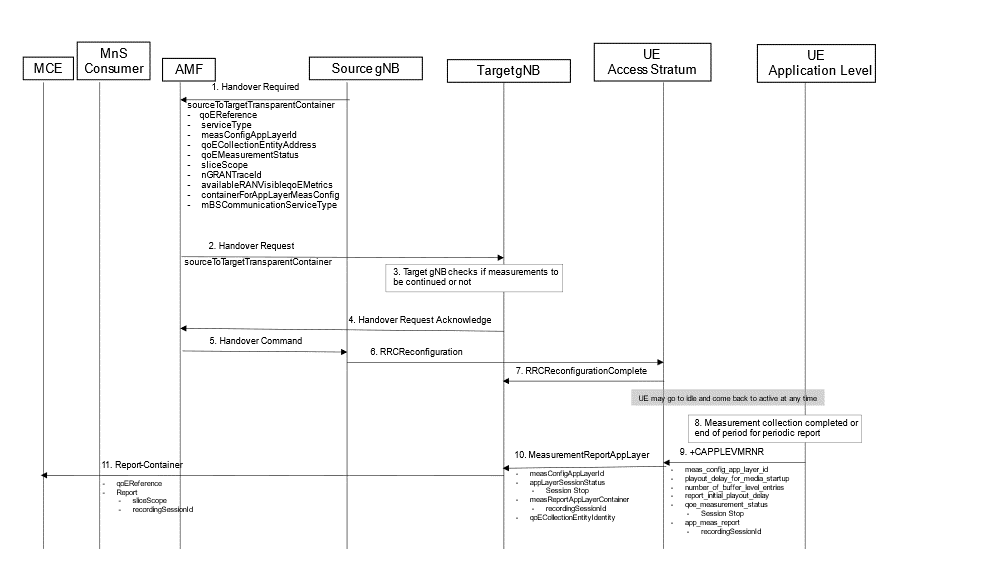 MCE
MnS
Consumer
AMF
Source gNB
Target gNB
UE
Access Stratum
UE
Application Level
1. Handover Required
sourceToTargetTransparentContainer
- qoEReference
- serviceType
- measConfigAppLayerId
- qoECollectionEntityAddress
- qoEMeasurementStatus
- sliceScope
- nGRANTraceId
- availableRANVisibleqoEMetrics
- containerForAppLayerMeasConfig
- mBSCommunicationServiceType
2. Handover Request
sourceToTargetTransparentContainer
3. Target gNB checks if measurements to
be continued or not
4. Handover Request Acknowledge
5. Handover Command
6. RRCReconfiguration
7. RRCReconfigurationComplete
UE may go to idle and come back to active at any time
8. Measurement collection completed or
end of period for periodic report
9. +CAPPLEVMRNR
- meas_config_app_layer_id
- playout_delay_for_media_startup
- number_of_buffer_level_entries
- report_initial_playout_delay
- qoe_measurement_status
- Session Stop
- app_meas_report
- recordingSessionId
10. MeasurementReportAppLayer
- measConfigAppLayerId
- appLayerSessionStatus
- Session Stop
- measReportAppLayerContainer
- recordingSessionId
- qoECollectionEntityIdentity
11. Report-Container
- qoEReference
- Report
- sliceScope
- recordingSessionId